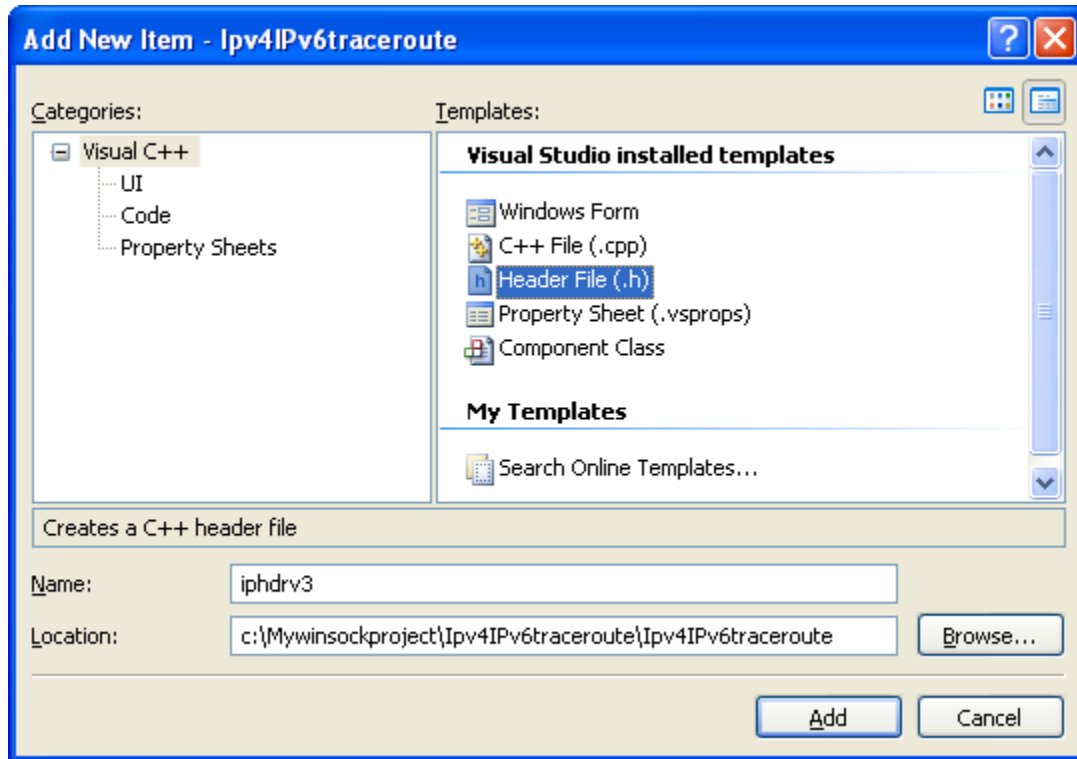 Add New Item - Ipv4IPv6traceroute
Categories:
Templates:
Visual C++
UI
Code
Property Sheets
Visual Studio installed templates
Windows Form
C++ File (.cpp)
Header File (.h)
Property Sheet (.vsprops)
Component Class
My Templates
Search Online Templates...
Creates a C++ header file
Name:
iphdrv3
Location:
c:\Mywinsockproject\Ipv4IPv6traceroute\Ipv4IPv6traceroute
Browse...
Add
Cancel